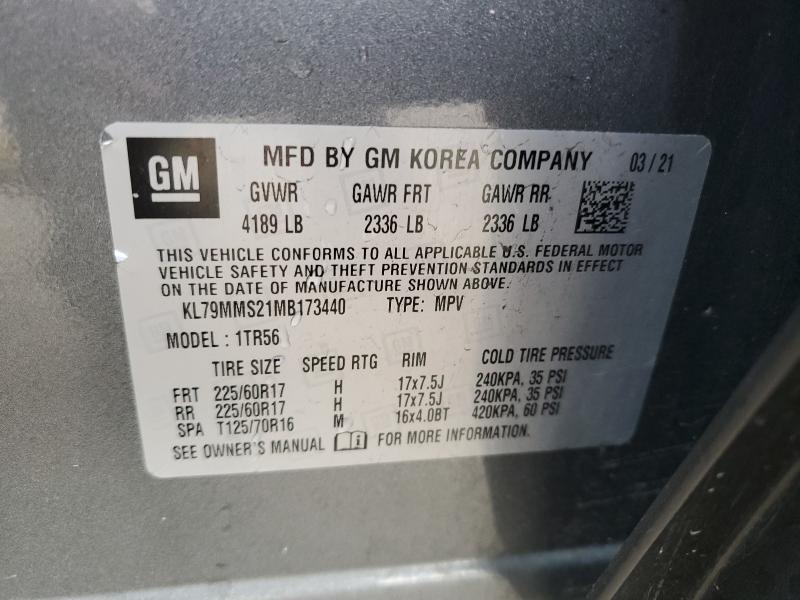 GM
MFD BY GM KOREA COMPANY 03/21
GVWR GAWR FRT GAWR RR
4189 LB 2336 LB 2336 LB
THIS VEHICLE CONFORMS TO ALL APPLICABLE U.S. FEDERAL MOTOR
VEHICLE SAFETY AND THEFT PREVENTION STANDARDS IN EFFECT
ON THE DATE OF MANUFACTURE SHOWN ABOVE.
KL79MMS21MB173440 TYPE: MPV
MODEL : 1TR56
TIRE SIZE SPEED RTG RIM COLD TIRE PRESSURE
FRT 225/60R17 H 17x7.5J 240KPA, 35 PSI
RR 225/60R17 H 17x7.5J 240KPA, 35 PSI
SPA T125/70R16 M 16x4.0BT 420KPA, 60 PSI
SEE OWNER'S MANUAL FOR MORE INFORMATION.